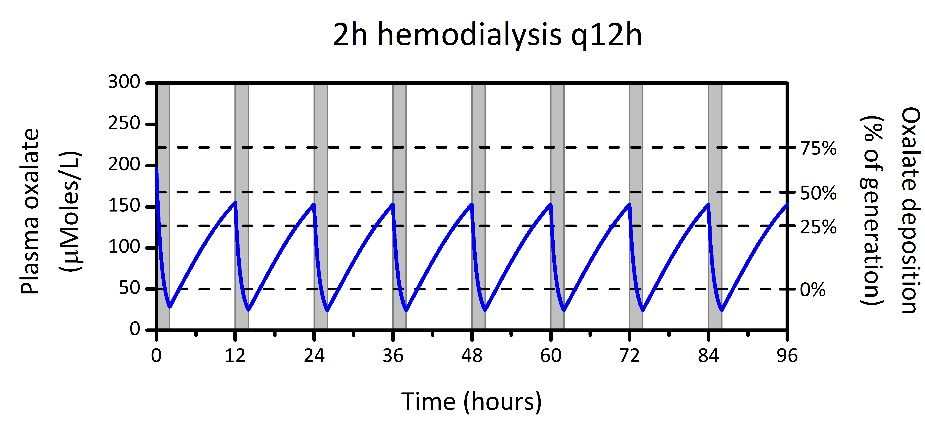 2h hemodialysis q12h
Plasma oxalate
(µMoles/L)
300
250
200
150
100
50
0
75%
50%
25%
0%
Oxalate deposition
(% of generation)
0 12 24 36 48 60 72 84 96
Time (hours)